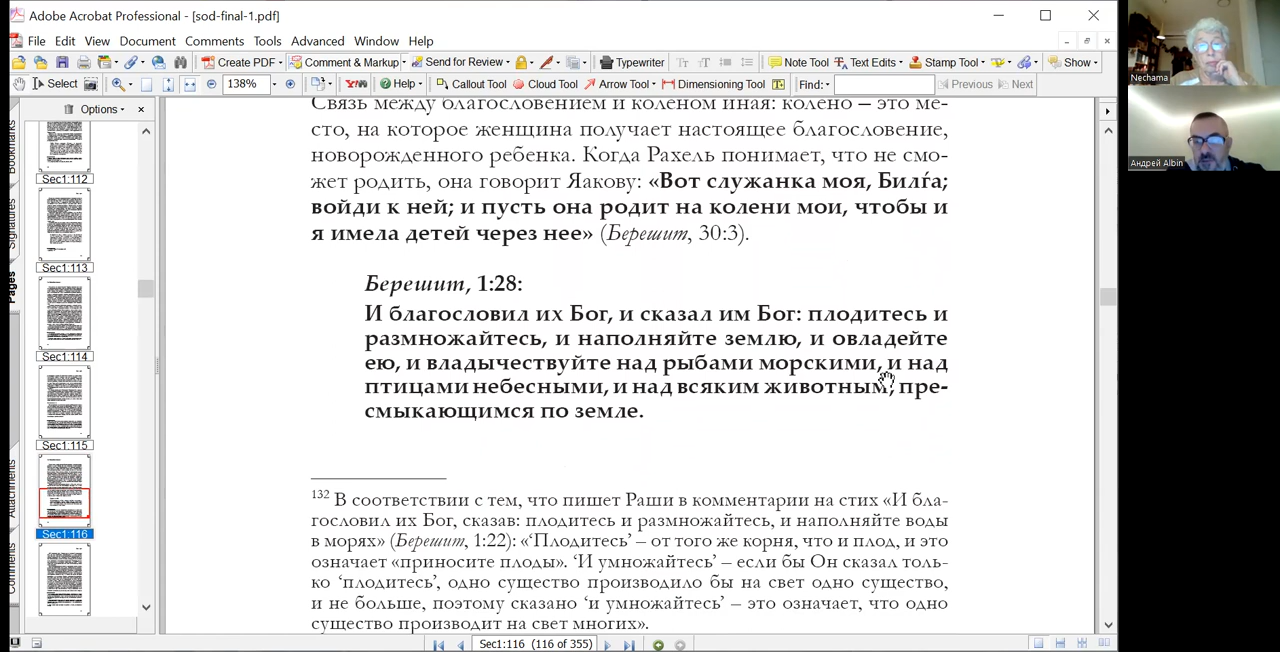 Adobe Acrobat Professional - [sod-final-1.pdf]
File Edit View Document Comments Tools Advanced Window Help
Create PDF Comment & Markup Send for Review Typewriter Note Tool Text Edits Stamp Tool Show
Select 138% Help Callout Tool Cloud Tool Arrow Tool Dimensioning Tool Find: Previous Next
Options
Bookmarks
Signatures
Pages
Attachments
Comments
Sec1:112
Sec1:113
Sec1:114
Sec1:115
Sec1:116
Связь между благословением и коленом иная: колено – это ме-
сто, на которое женщина получает настоящее благословение,
новорожденного ребенка. Когда Рахель понимает, что не смо-
жет родить, она говорит Яакову: «Вот служанка моя, Билѓа;
войди к ней; и пусть она родит на колени мои, чтобы и
я имела детей через нее» (Берешит, 30:3).
Берешит, 1:28:
И благословил их Бог, и сказал им Бог: плодитесь и
размножайтесь, и наполняйте землю, и овладейте
ею, и владычествуйте над рыбами морскими, и над
птицами небесными, и над всяким животным, пре-
смыкающимся по земле.
132 В соответствии с тем, что пишет Раши в комментарии на стих «И бла-
гословил их Бог, сказав: плодитесь и размножайтесь, и наполняйте воды
в морях» (Берешит, 1:22): «‘Плодитесь’ – от того же корня, что и плод, и это
означает «приносите плоды». ‘И умножайтесь’ – если бы Он сказал толь-
ко ‘плодитесь’, одно существо производило бы на свет одно существо,
и не больше, поэтому сказано ‘и умножайтесь’ – это означает, что одно
существо производит на свет многих».
Sec1:116 (116 of 355)
Nechama
Андрей Albin